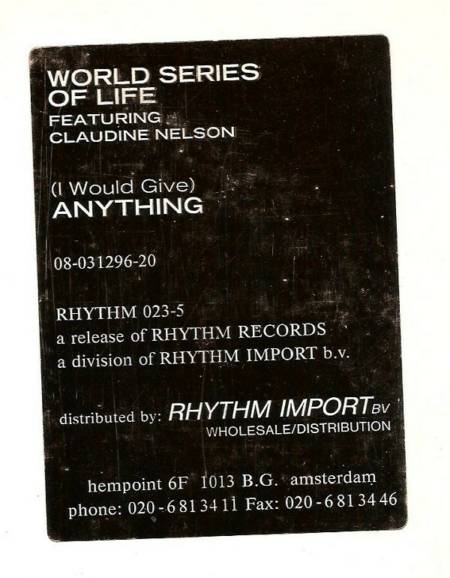 WORLD SERIES
OF LIFE
FEATURING
CLAUDINE NELSON
(I Would Give)
ANYTHING
08-031296-20
RHYTHM 023-5
a release of RHYTHM RECORDS
a division of RHYTHM IMPORT b.v.
distributed by: RHYTHM IMPORT BV
WHOLESALE/DISTRIBUTION
hempoint 6F 1013 B.G. amsterdam
phone: 020-6813411 Fax: 020-6813446